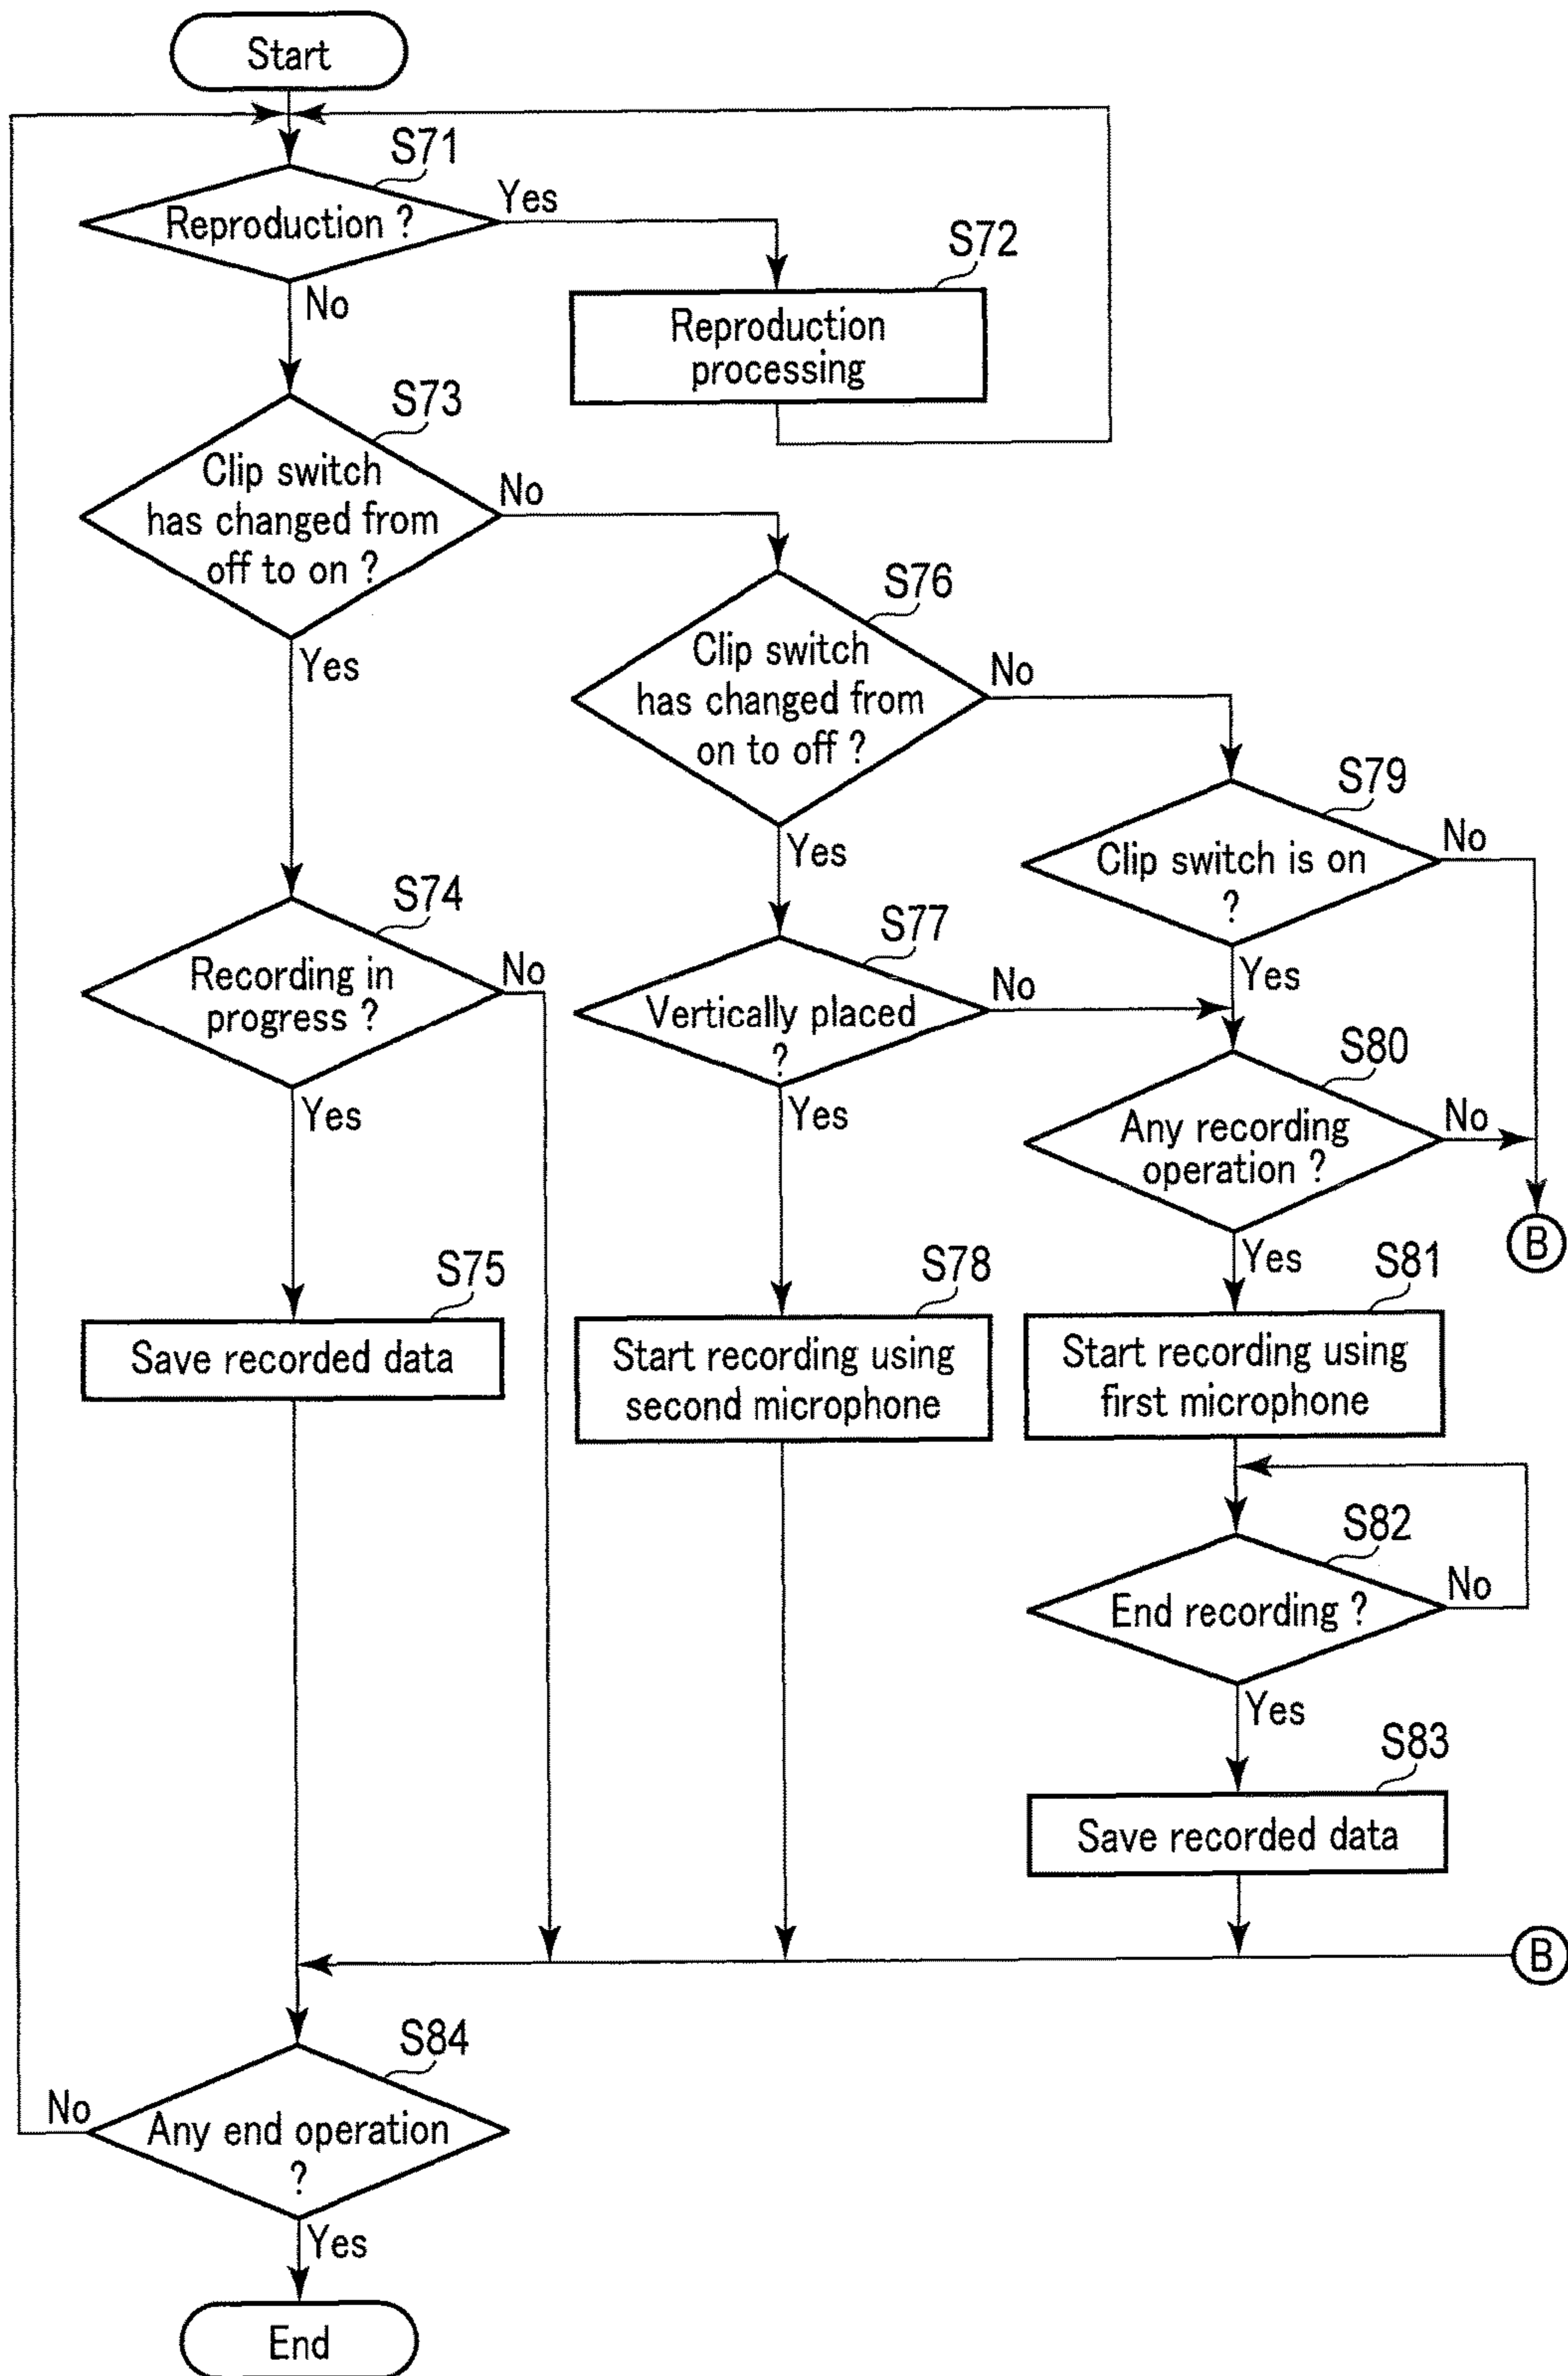 Start
S71
Reproduction ?
Yes
No
S72
Reproduction
processing
S73
Clip switch
has changed from
off to on ?
No
Yes
S76
Clip switch
has changed from
on to off ?
No
Yes
S79
Clip switch is on
?
No
Yes
S74
Recording in
progress ?
No
Yes
S77
Vertically placed
?
No
Yes
S80
Any recording
operation ?
No
Yes
B
S75
Save recorded data
S78
Start recording using
second microphone
S81
Start recording using
first microphone
S82
End recording ?
No
Yes
S83
Save recorded data
B
S84
Any end operation
?
No
Yes
End